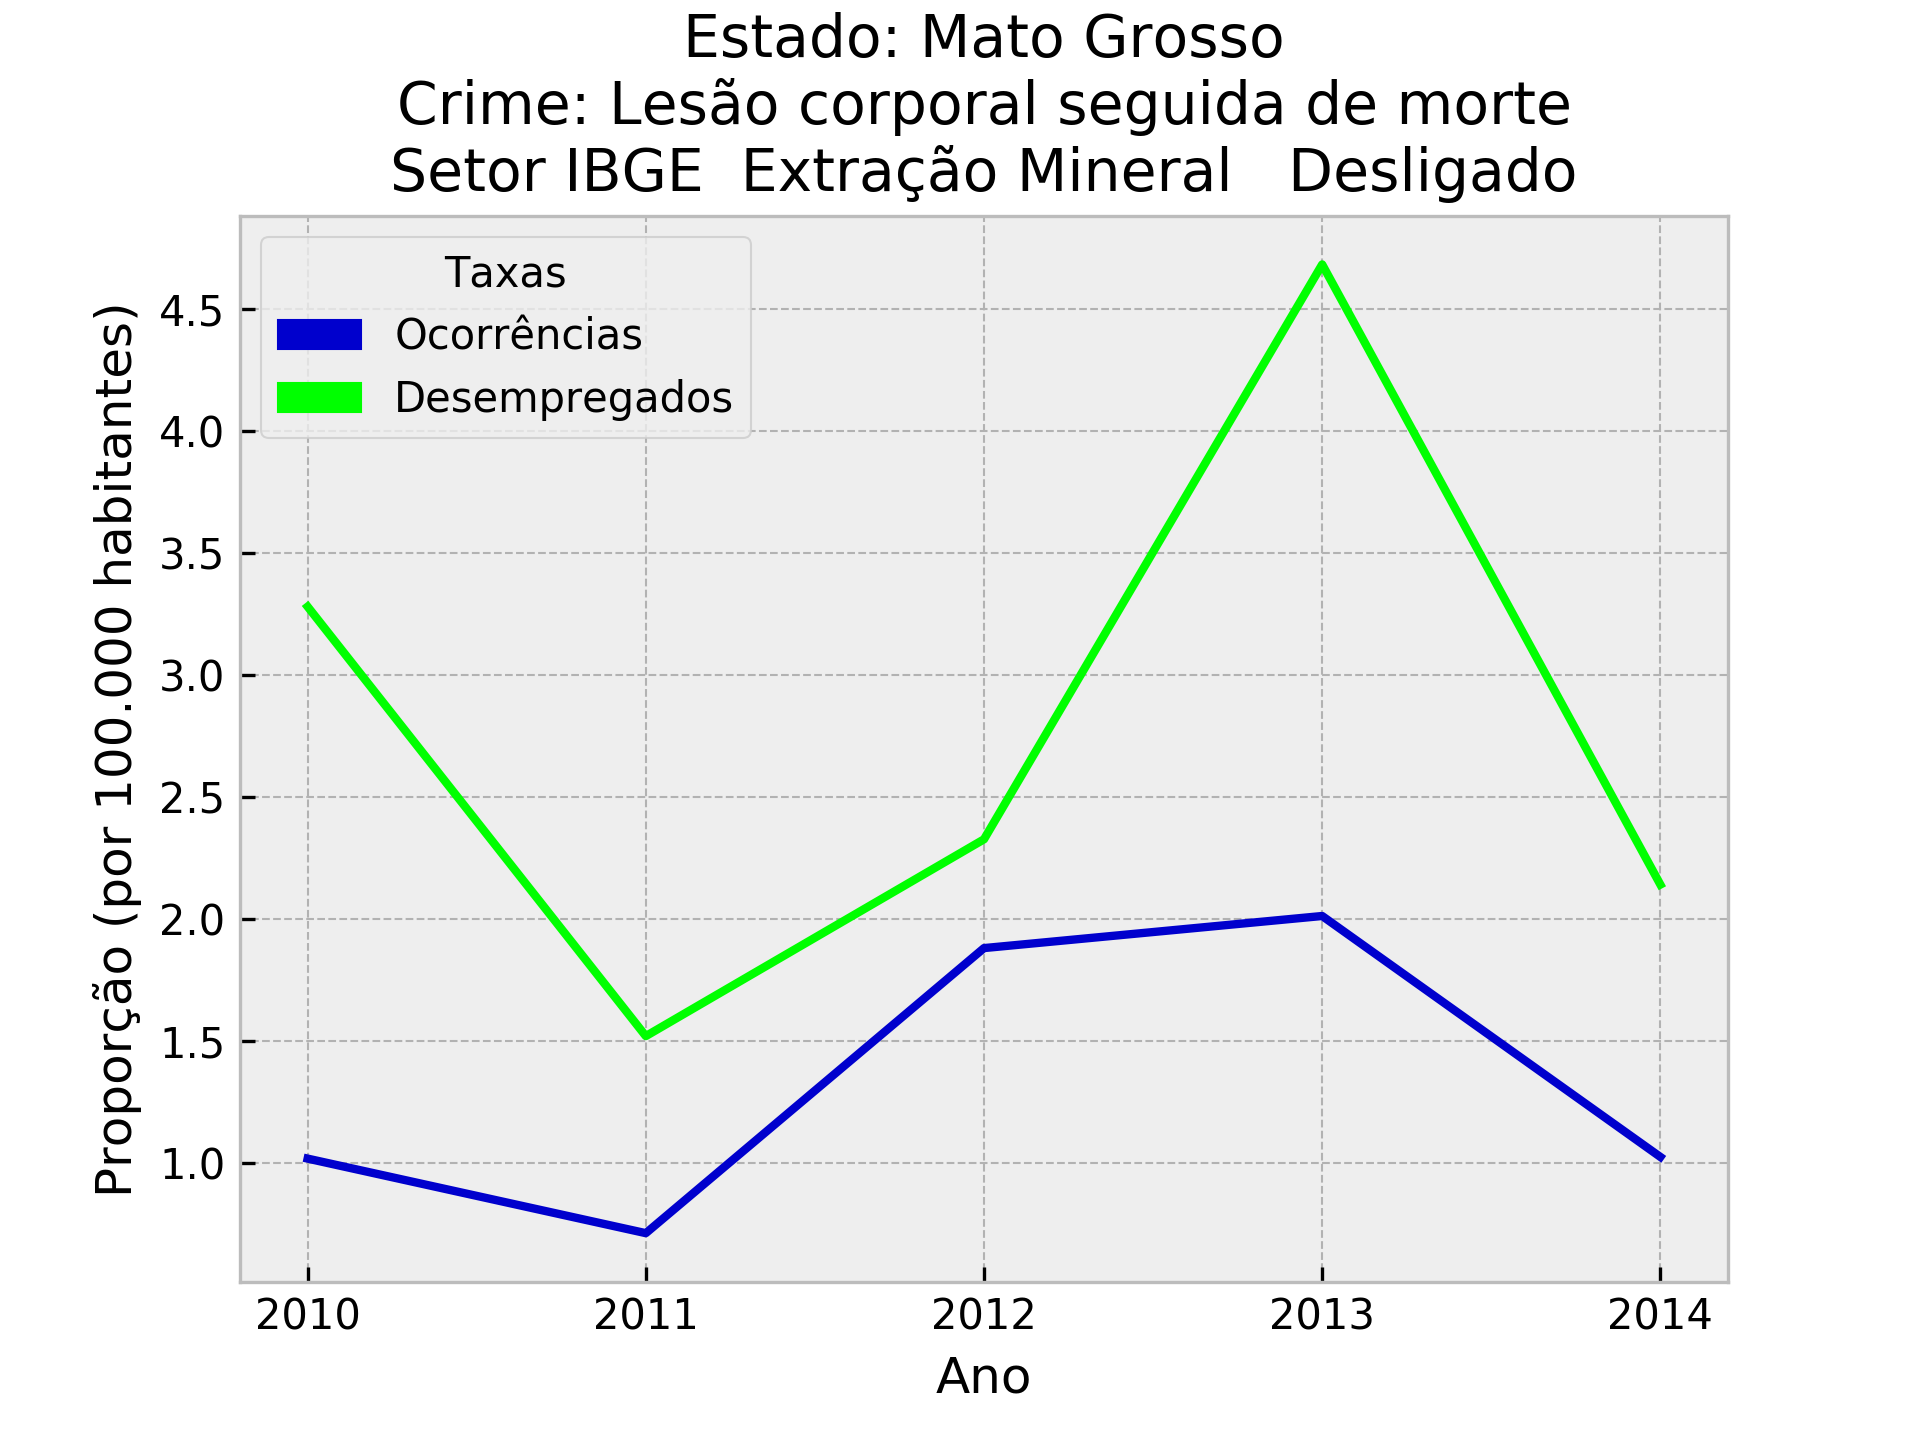 Estado: Mato Grosso
Crime: Lesão corporal seguida de morte
Setor IBGE  Extração Mineral   Desligado
Taxas
Ocorrências
Desempregados
Proporção (por 100.000 habitantes)
4.5
4.0
3.5
3.0
2.5
2.0
1.5
1.0
2010 2011 2012 2013 2014
Ano